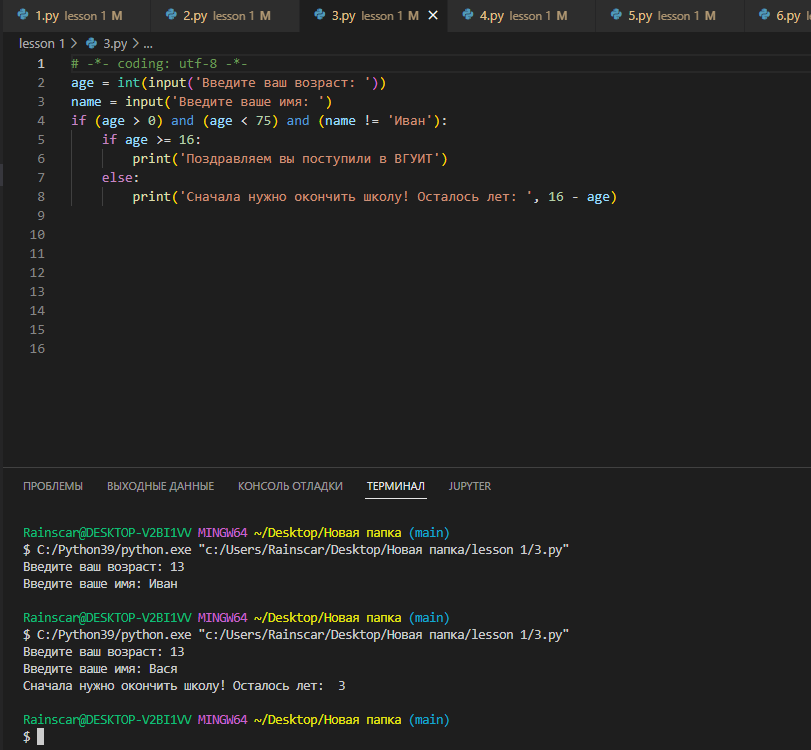 1.py lesson 1 M 2.py lesson 1 M 3.py lesson 1 M 4.py lesson 1 M 5.py lesson 1 M 6.py
lesson 1 > 3.py > ...
1 # -*- coding: utf-8 -*-
2 age = int(input('Введите ваш возраст: '))
3 name = input('Введите ваше имя: ')
4 if (age > 0) and (age < 75) and (name != 'Иван'):
5 if age >= 16:
6 print('Поздравляем вы поступили в ВГУИТ')
7 else:
8 print('Сначала нужно окончить школу! Осталось лет: ', 16 - age)
9
10
11
12
13
14
15
16
ПРОБЛЕМЫ ВЫХОДНЫЕ ДАННЫЕ КОНСОЛЬ ОТЛАДКИ ТЕРМИНАЛ JUPYTER
Rainscar@DESKTOP-V2BI1VV MINGW64 ~/Desktop/Новая папка (main)
$ C:/Python39/python.exe "c:/Users/Rainscar/Desktop/Новая папка/lesson 1/3.py"
Введите ваш возраст: 13
Введите ваше имя: Иван
Rainscar@DESKTOP-V2BI1VV MINGW64 ~/Desktop/Новая папка (main)
$ C:/Python39/python.exe "c:/Users/Rainscar/Desktop/Новая папка/lesson 1/3.py"
Введите ваш возраст: 13
Введите ваше имя: Вася
Сначала нужно окончить школу! Осталось лет:  3
Rainscar@DESKTOP-V2BI1VV MINGW64 ~/Desktop/Новая папка (main)
$